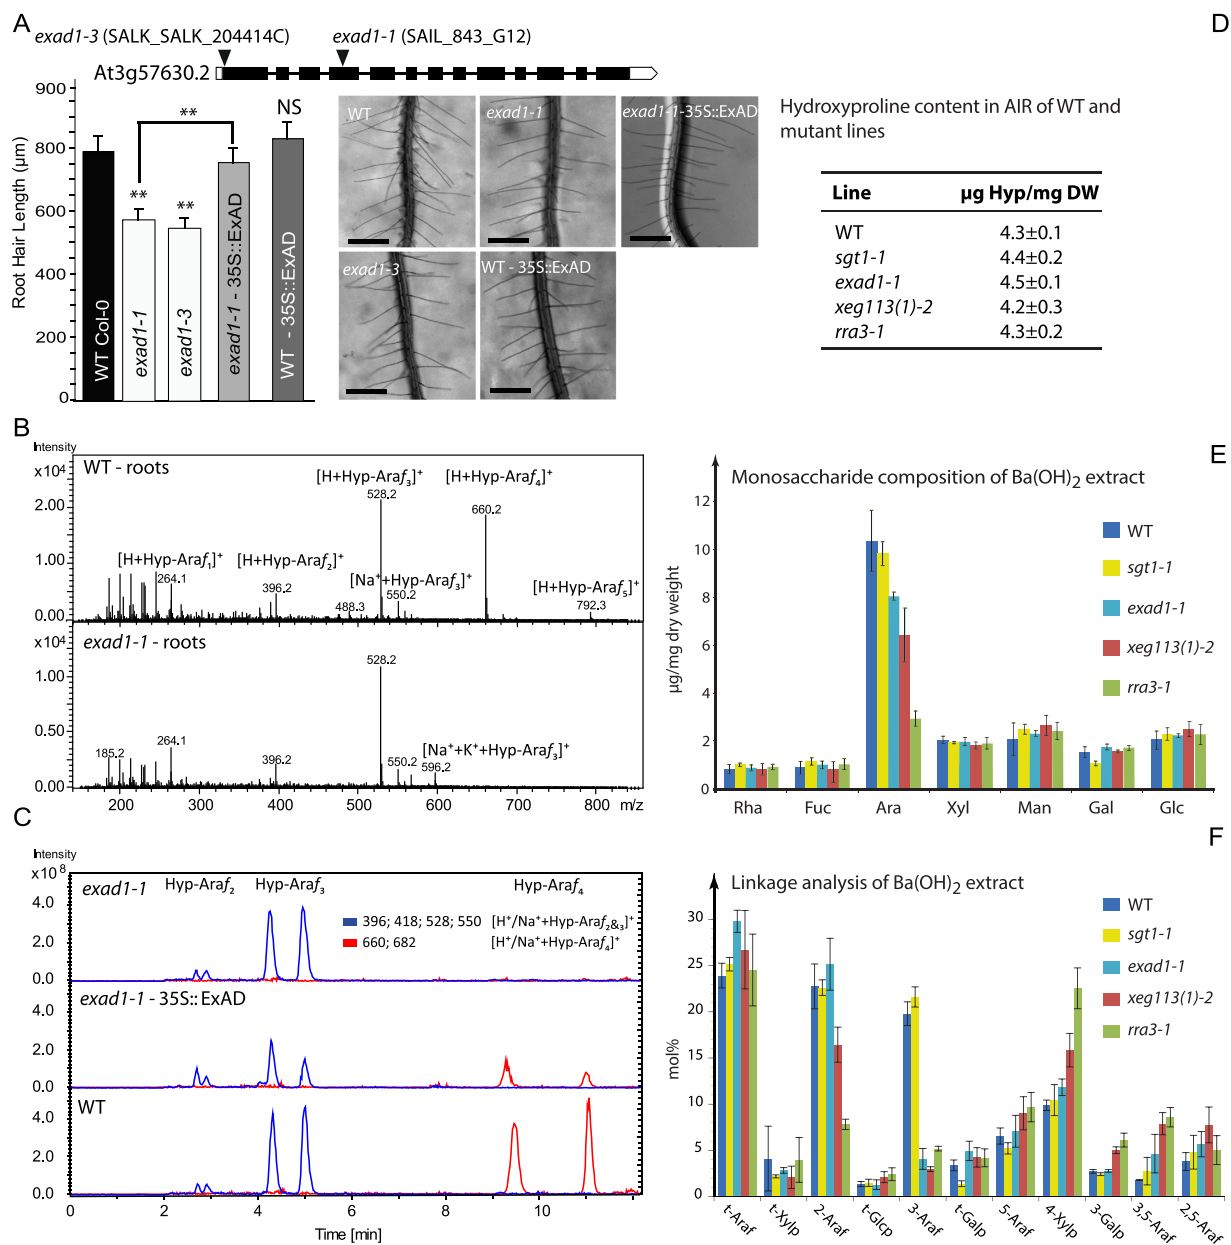 A
exad1-3 (SALK_SALK_204414C)
exad1-1 (SAIL_843_G12)
At3g57630.2
Root Hair Length (µm)
900
800
600
400
200
0
**
**
**
NS
WT Col-0
exad1-1
exad1-3
exad1-1 - 35S::ExAD
WT - 35S::ExAD
WT
exad1-1
exad1-1-35S::ExAD
exad1-3
WT - 35S::ExAD
D
Hydroxyproline content in AIR of WT and
mutant lines
Line µg Hyp/mg DW
WT 4.3±0.1
sgt1-1 4.4±0.2
exad1-1 4.5±0.1
xeg113(1)-2 4.2±0.3
rra3-1 4.3±0.2
B
Intensity
x10⁴
2.00
1.00
0.00
WT - roots
[H+Hyp-Araf₁]⁺
264.1
[H+Hyp-Araf₂]⁺
396.2
488.3
[H+Hyp-Araf₃]⁺
528.2
[Na⁺+Hyp-Araf₃]⁺
550.2
[H+Hyp-Araf₄]⁺
660.2
[H+Hyp-Araf₅]⁺
792.3
x10⁴
1.00
0.50
0.00
exad1-1 - roots
185.2
264.1
396.2
528.2
550.2
[Na⁺+K⁺+Hyp-Araf₃]⁺
596.2
200 300 400 500 600 700 800 m/z
C
Intensity
x10⁸
4.0
2.0
0.0
exad1-1
Hyp-Araf₂
Hyp-Araf₃
Hyp-Araf₄
396; 418; 528; 550 [H⁺/Na⁺+Hyp-Araf₂&₃]⁺
660; 682 [H⁺/Na⁺+Hyp-Araf₄]⁺
exad1-1 - 35S::ExAD
4.0
2.0
0.0
WT
4.0
2.0
0.0
0 2 4 6 8 10
Time [min]
E
Monosaccharide composition of Ba(OH)₂ extract
µg/mg dry weight
12
10
8
6
4
2
0
WT
sgt1-1
exad1-1
xeg113(1)-2
rra3-1
Rha Fuc Ara Xyl Man Gal Glc
F
Linkage analysis of Ba(OH)₂ extract
mol%
30
25
20
15
10
5
0
WT
sgt1-1
exad1-1
xeg113(1)-2
rra3-1
t-Araf t-Xylp 2-Araf t-Glcp 3-Araf t-Galp 5-Araf 4-Xylp 3-Galp 3,5-Araf 2,5-Araf